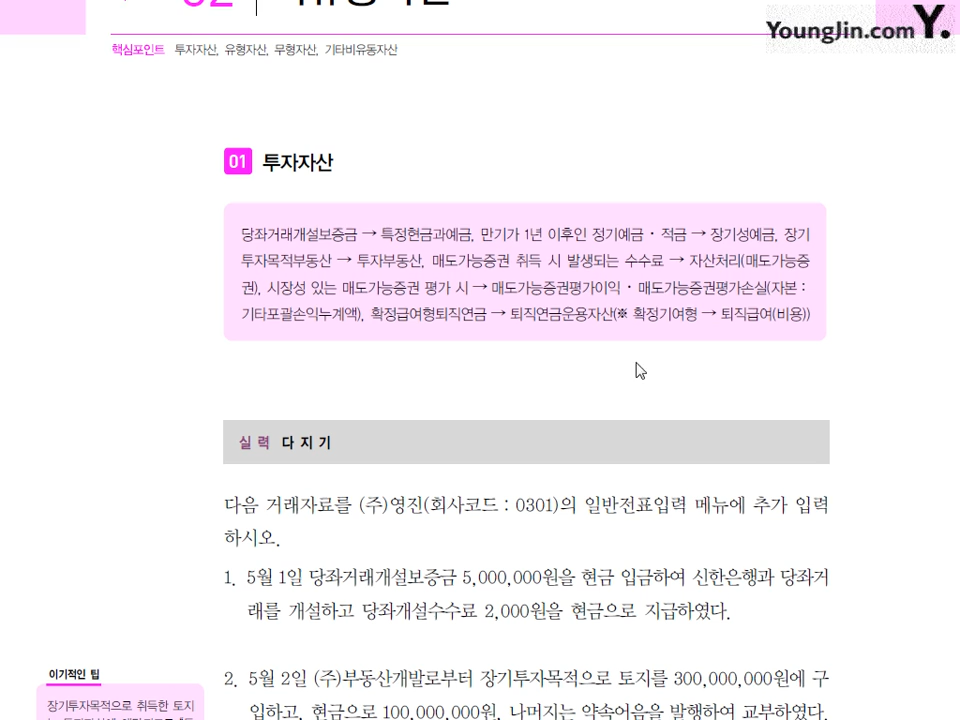 YoungJin.com Y.
핵심포인트 투자자산, 유형자산, 무형자산, 기타비유동자산
01 투자자산
당좌거래개설보증금 → 특정현금과예금, 만기가 1년 이후인 정기예금 · 적금 → 장기성예금, 장기
투자목적부동산 → 투자부동산, 매도가능증권 취득 시 발생되는 수수료 → 자산처리(매도가능증
권), 시장성 있는 매도가능증권 평가 시 → 매도가능증권평가이익 · 매도가능증권평가손실(자본 :
기타포괄손익누계액), 확정급여형퇴직연금 → 퇴직연금운용자산(※ 확정기여형 → 퇴직급여(비용))
실력 다지기
다음 거래자료를 (주)영진(회사코드 : 0301)의 일반전표입력 메뉴에 추가 입력
하시오.
1. 5월 1일 당좌거래개설보증금 5,000,000원을 현금 입금하여 신한은행과 당좌거
래를 개설하고 당좌개설수수료 2,000원을 현금으로 지급하였다.
이기적인 팁
장기투자목적으로 취득한 토지
2. 5월 2일 (주)부동산개발로부터 장기투자목적으로 토지를 300,000,000원에 구
입하고, 현금으로 100,000,000원, 나머지는 약속어음을 발행하여 교부하였다.